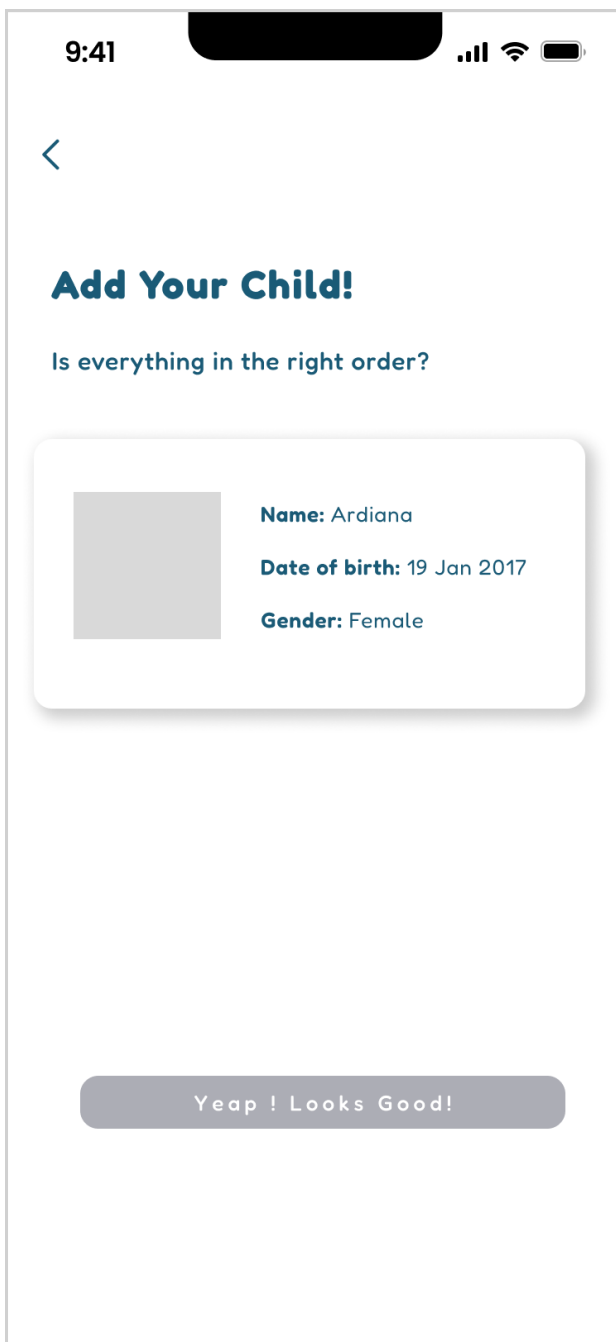 9:41
Add Your Child!
Is everything in the right order?
Name: Ardiana
Date of birth: 19 Jan 2017
Gender: Female
Yeap ! Looks Good!